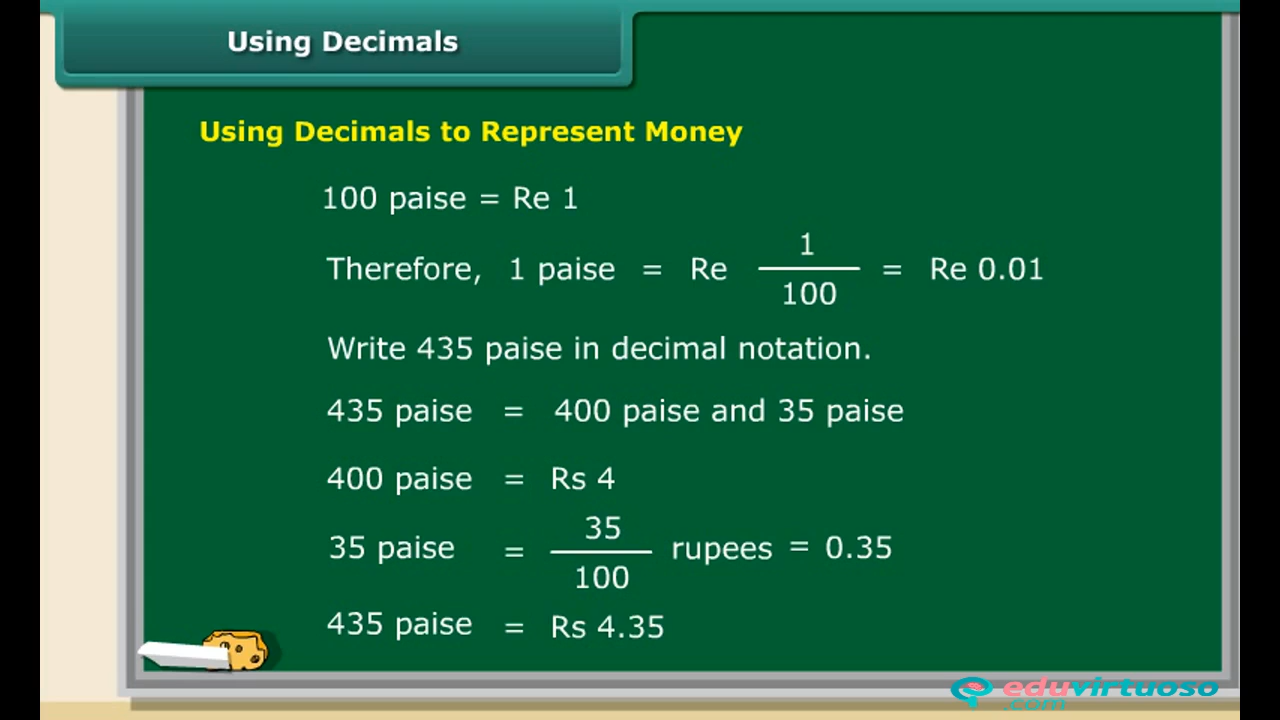 Using Decimals
Using Decimals to Represent Money
100 paise = Re 1
Therefore, 1 paise = Re 1/100 = Re 0.01
Write 435 paise in decimal notation.
435 paise = 400 paise and 35 paise
400 paise = Rs 4
35 paise = 35/100 rupees = 0.35
435 paise = Rs 4.35
eduvirtuoso
.com